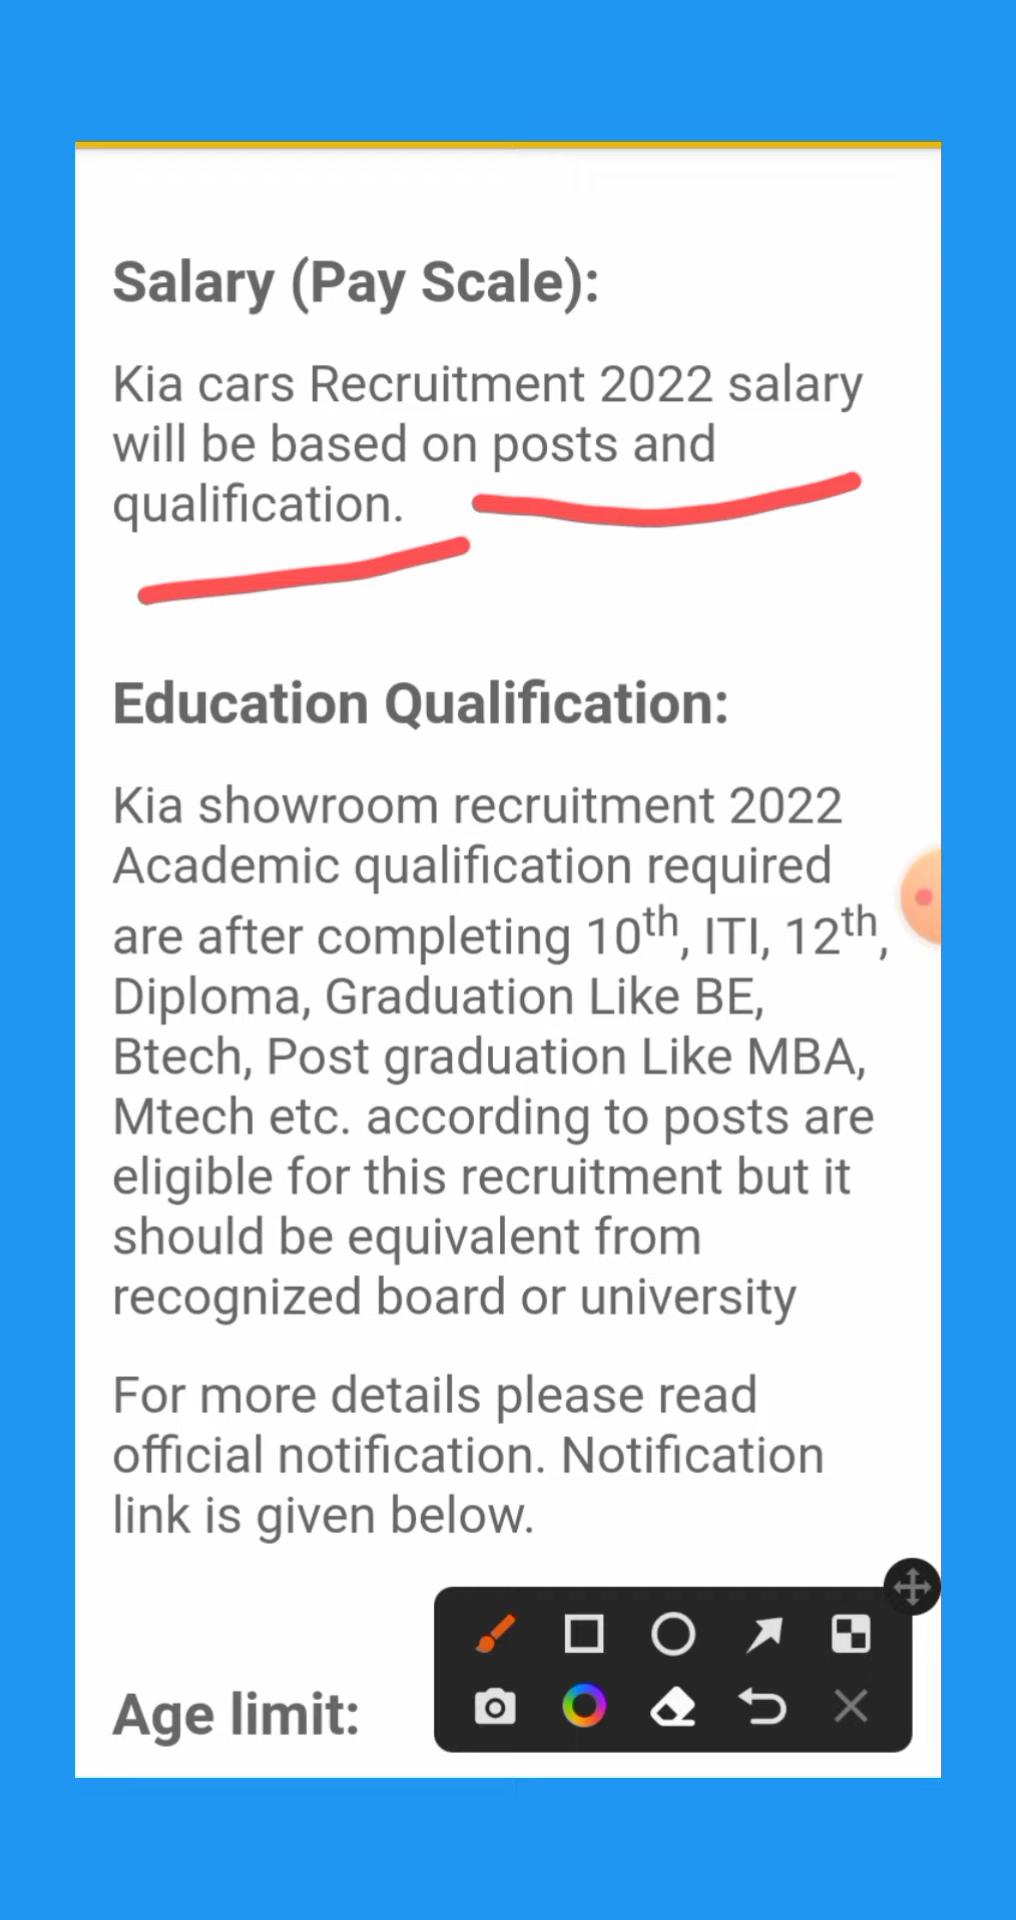 Salary (Pay Scale):
Kia cars Recruitment 2022 salary
will be based on posts and
qualification.
Education Qualification:
Kia showroom recruitment 2022
Academic qualification required
are after completing 10th, ITI, 12th,
Diploma, Graduation Like BE,
Btech, Post graduation Like MBA,
Mtech etc. according to posts are
eligible for this recruitment but it
should be equivalent from
recognized board or university
For more details please read
official notification. Notification
link is given below.
Age limit: